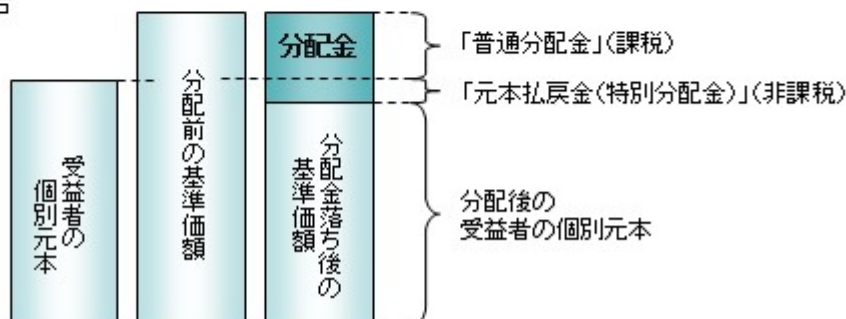 受益者の
個別元本
分配前の基準価額
分配金
分配金落ち後の
基準価額
「普通分配金」(課税)
「元本払戻金(特別分配金)」(非課税)
分配後の
受益者の個別元本